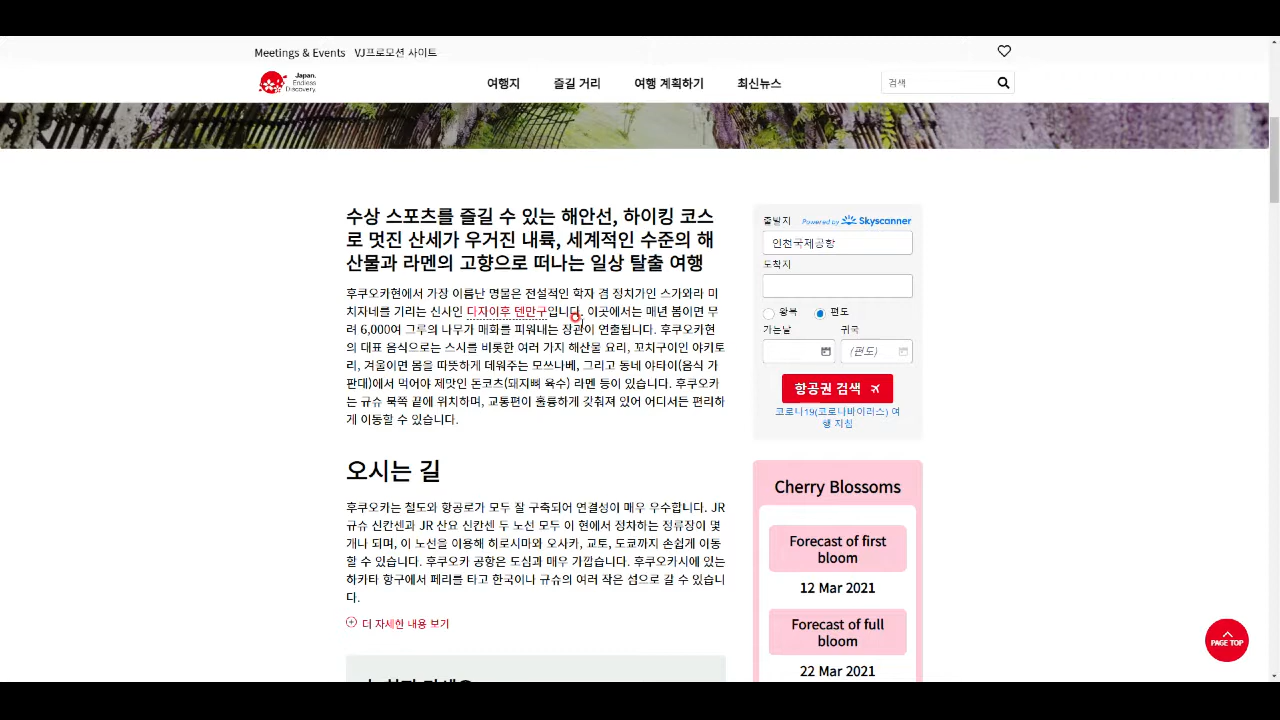 Meetings & Events VJ프로모션 사이트
Japan.
Endless
Discovery.
여행지 즐길 거리 여행 계획하기 최신뉴스
검색
수상 스포츠를 즐길 수 있는 해안선, 하이킹 코스
로 멋진 산세가 우거진 내륙, 세계적인 수준의 해
산물과 라멘의 고향으로 떠나는 일상 탈출 여행
후쿠오카현에서 가장 이름난 명물은 전설적인 학자 겸 정치가인 스가와라 미
치자네를 기리는 신사인 다자이후 덴만구입니다. 이곳에서는 매년 봄이면 무
려 6,000여 그루의 나무가 매화를 피워내는 장관이 연출됩니다. 후쿠오카현
의 대표 음식으로는 스시를 비롯한 여러 가지 해산물 요리, 꼬치구이인 야키토
리, 겨울이면 몸을 따뜻하게 데워주는 모쓰나베, 그리고 동네 야타이(음식 가
판대)에서 먹어야 제맛인 돈코츠(돼지뼈 육수) 라멘 등이 있습니다. 후쿠오카
는 규슈 북쪽 끝에 위치하며, 교통편이 훌륭하게 갖춰져 있어 어디서든 편리하
게 이동할 수 있습니다.
오시는 길
후쿠오카는 철도와 항공로가 모두 잘 구축되어 연결성이 매우 우수합니다. JR
규슈 신칸센과 JR 산요 신칸센 두 노선 모두 이 현에서 정차하는 정류장이 몇
개나 되며, 이 노선을 이용해 히로시마와 오사카, 교토, 도쿄까지 손쉽게 이동
할 수 있습니다. 후쿠오카 공항은 도심과 매우 가깝습니다. 후쿠오카시에 있는
하카타 항구에서 페리를 타고 한국이나 규슈의 여러 작은 섬으로 갈 수 있습니
다.
더 자세한 내용 보기
출발지 Powered by Skyscanner
인천국제공항
도착지
왕복 편도
가는날 귀국
(편도)
항공권 검색
코로나19(코로나바이러스) 여
행 지침
Cherry Blossoms
Forecast of first
bloom
12 Mar 2021
Forecast of full
bloom
22 Mar 2021
PAGE TOP